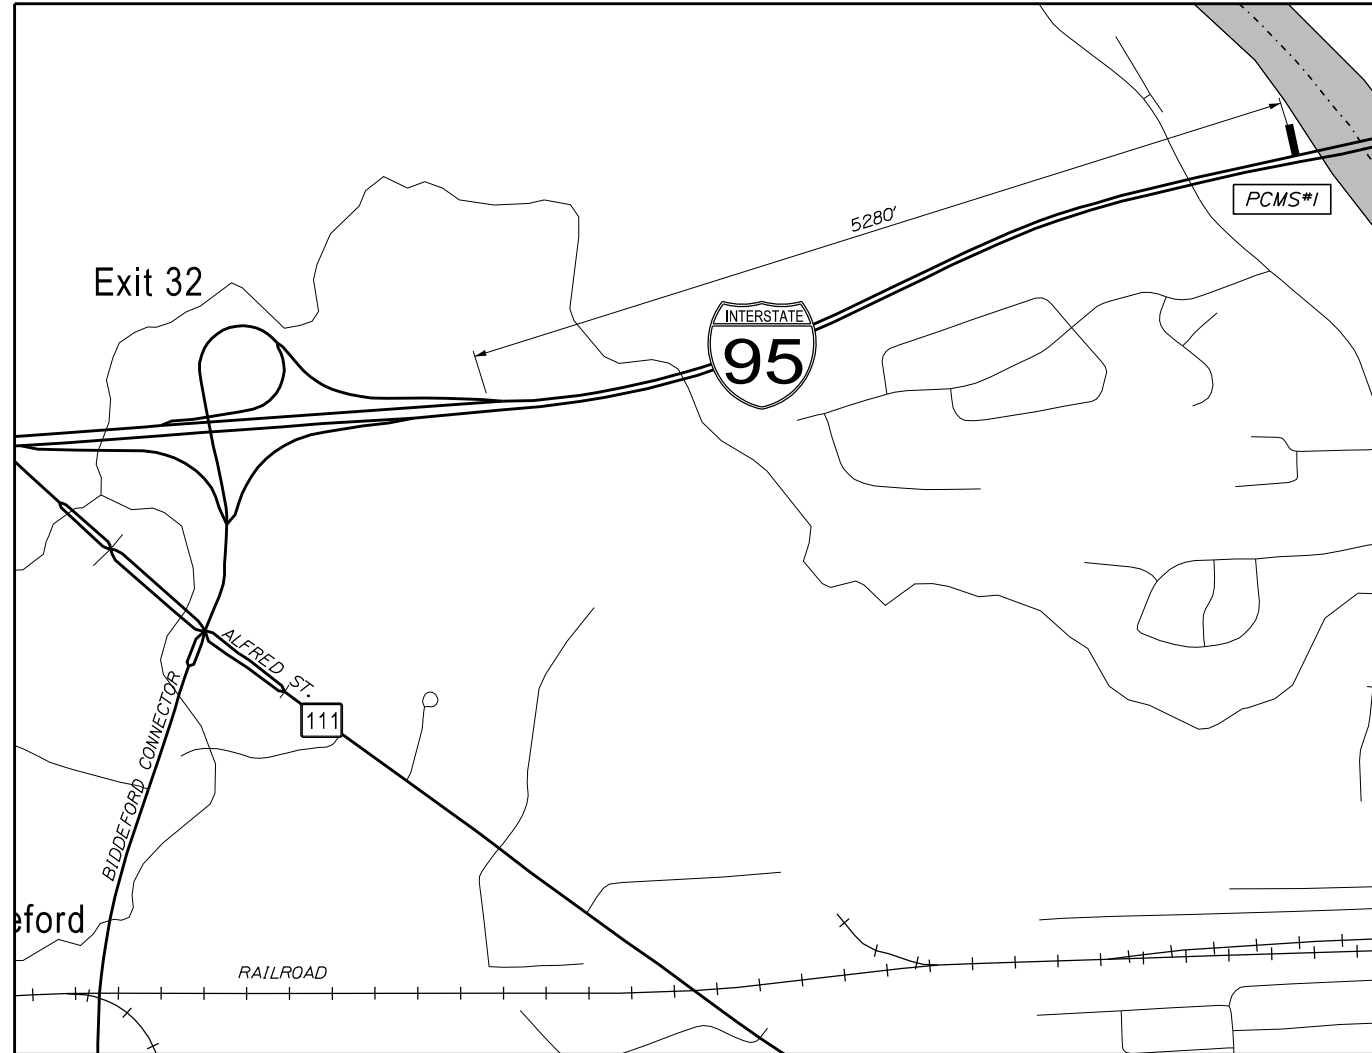 5280'
PCMS#1
Exit 32
INTERSTATE
95
ALFRED ST.
111
BIDDEFORD CONNECTOR
eford
RAILROAD